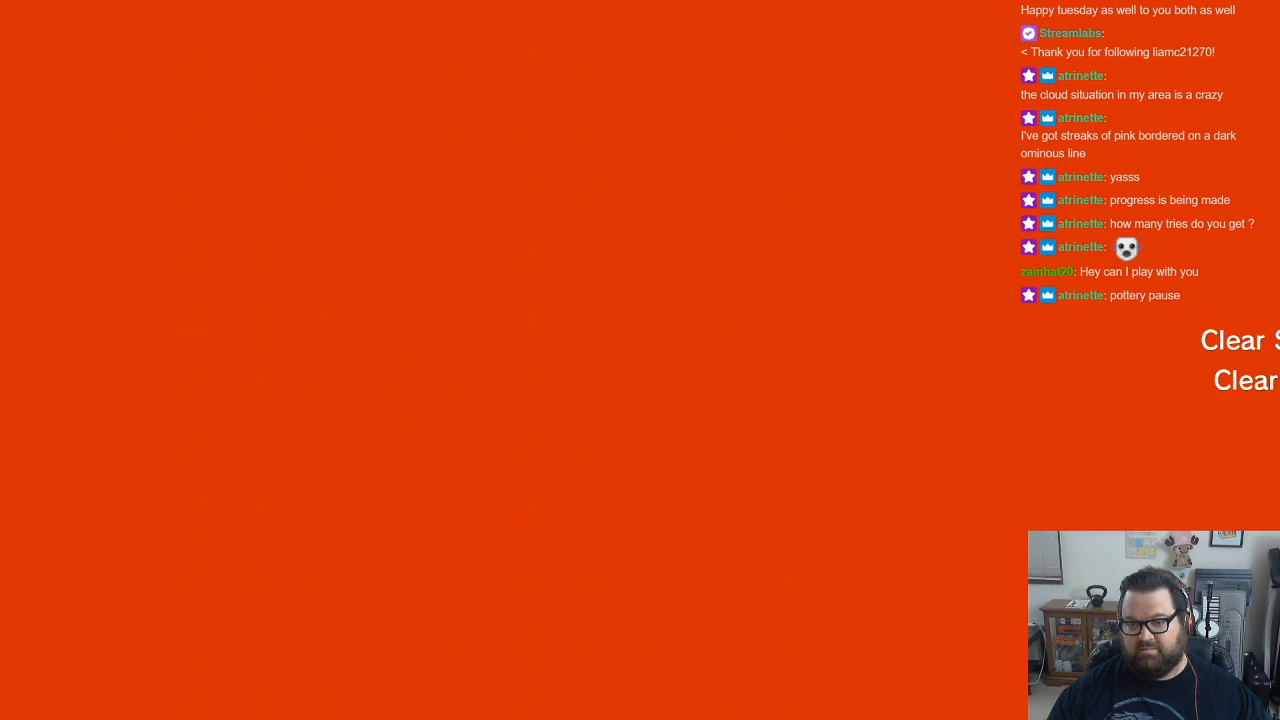 Happy tuesday as well to you both as well
Streamlabs:
< Thank you for following liamc21270!
atrinette:
the cloud situation in my area is a crazy
atrinette:
I've got streaks of pink bordered on a dark
ominous line
atrinette: yasss
atrinette: progress is being made
atrinette: how many tries do you get ?
atrinette:
zainhat20: Hey can I play with you
atrinette: pottery pause
Clear
Clear